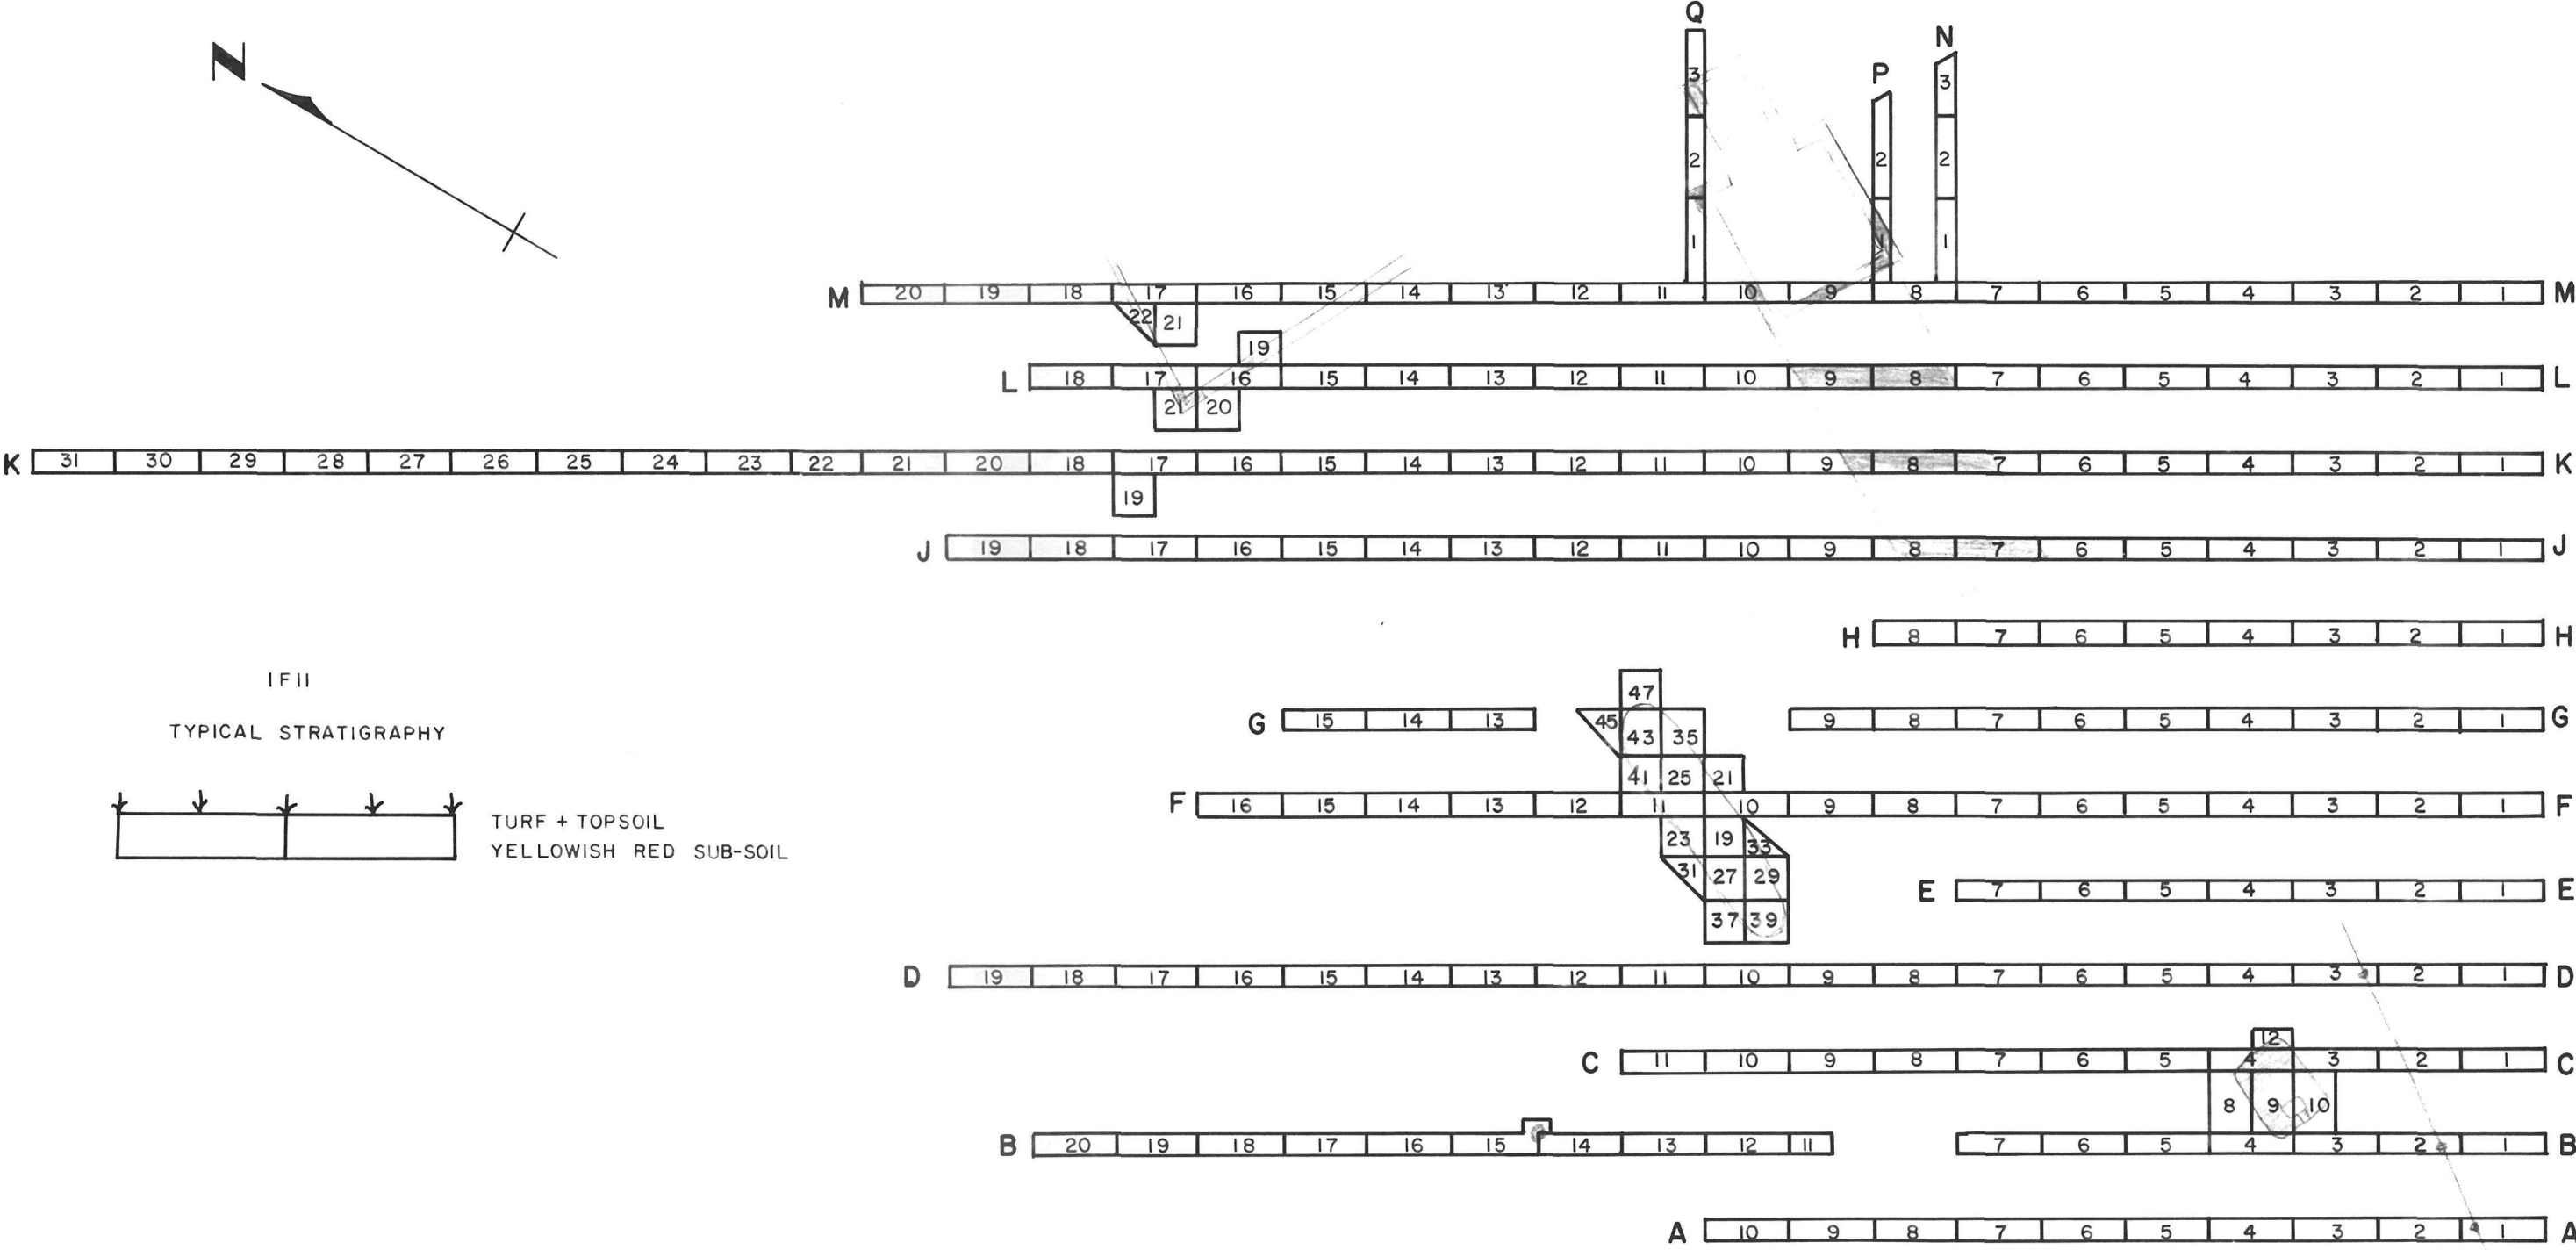 Q
N
N
P
3
3
2
2
2
1
1
1
M 20 19 18 17 16 15 14 13 12 11 10 9 8 7 6 5 4 3 2 1 M
22 21
19
L 18 17 16 15 14 13 12 11 10 9 8 7 6 5 4 3 2 1 L
21 20
K 31 30 29 28 27 26 25 24 23 22 21 20 18 17 16 15 14 13 12 11 10 9 8 7 6 5 4 3 2 1 K
19
J 19 18 17 16 15 14 13 12 11 10 9 8 7 6 5 4 3 2 1 J
H 8 7 6 5 4 3 2 1 H
1F11
TYPICAL STRATIGRAPHY
TURF + TOPSOIL
YELLOWISH RED SUB-SOIL
47
G 15 14 13 45 9 8 7 6 5 4 3 2 1 G
43 35
41 25 21
F 16 15 14 13 12 11 10 9 8 7 6 5 4 3 2 1 F
23 19 33
31 27 29
E 7 6 5 4 3 2 1 E
37 39
D 19 18 17 16 15 14 13 12 11 10 9 8 7 6 5 4 3 2 1 D
12
C 11 10 9 8 7 6 5 4 3 2 1 C
8 9 10
B 20 19 18 17 16 15 14 13 12 11 7 6 5 4 3 2 1 B
A 10 9 8 7 6 5 4 3 2 1 A